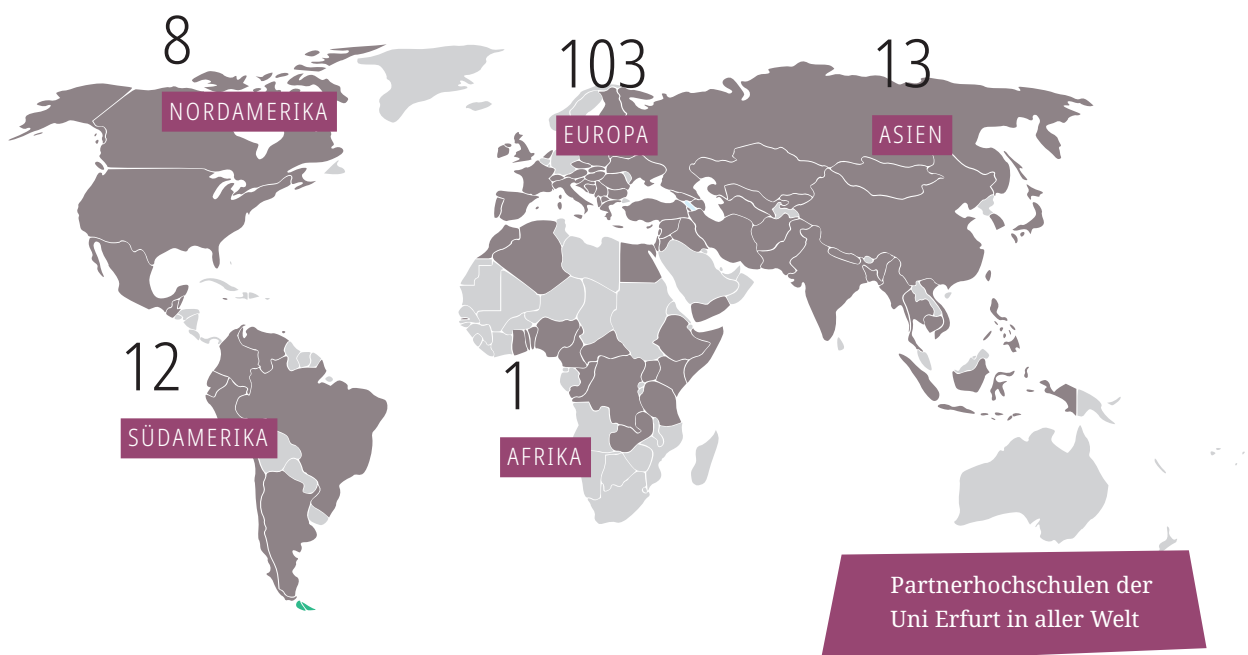 8
NORDAMERIKA
103
EUROPA
13
ASIEN
12
SÜDAMERIKA
1
AFRIKA
Partnerhochschulen der
Uni Erfurt in aller Welt